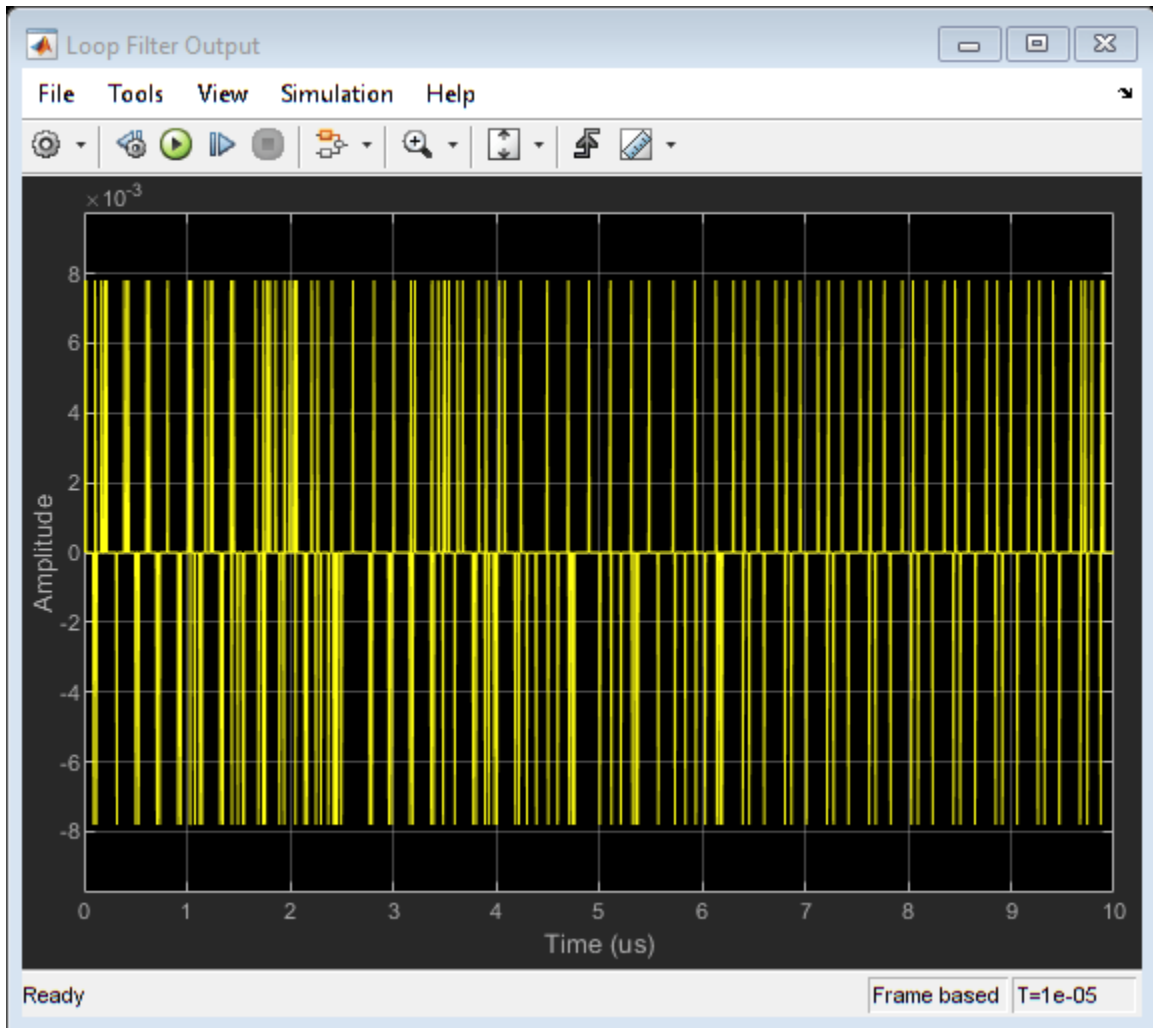 Loop Filter Output
File Tools View Simulation Help
×10-3
8
6
4
2
0
-2
-4
-6
-8
Amplitude
0 1 2 3 4 5 6 7 8 9 10
Time (us)
Ready Frame based T=1e-05